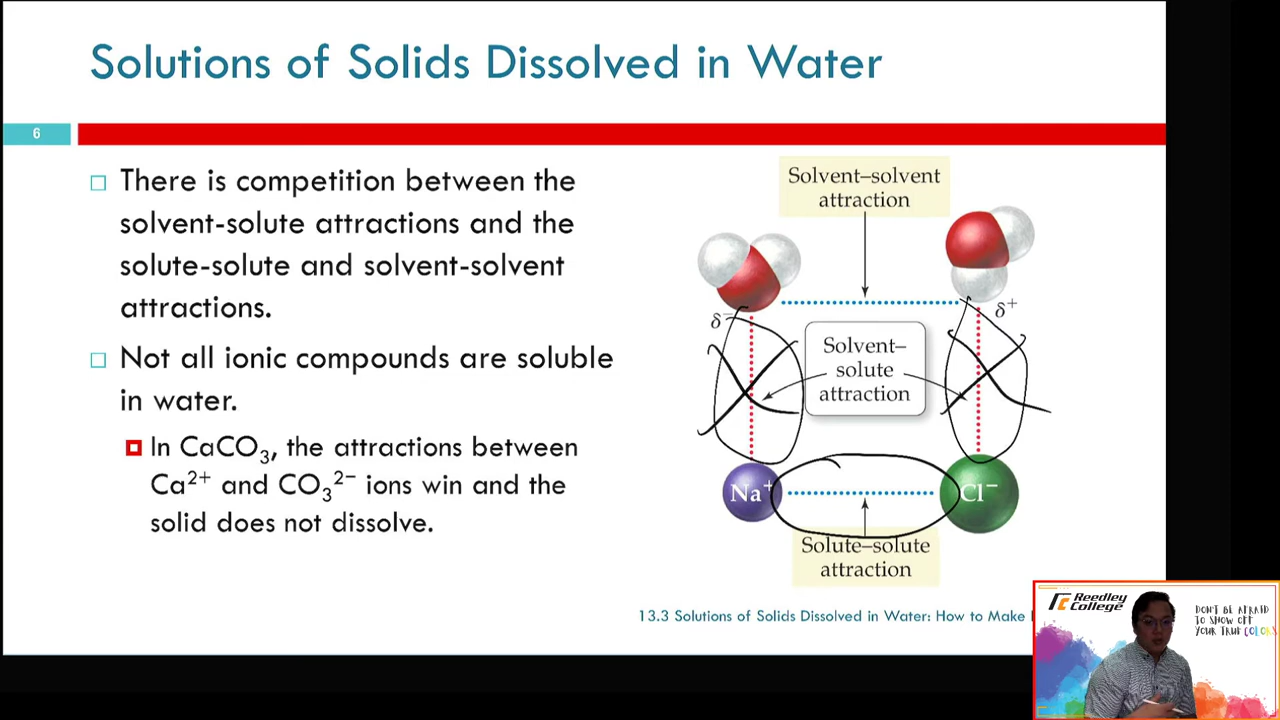 Solutions of Solids Dissolved in Water
6
There is competition between the
solvent-solute attractions and the
solute-solute and solvent-solvent
attractions.
Not all ionic compounds are soluble
in water.
In CaCO₃, the attractions between
Ca²⁺ and CO₃²⁻ ions win and the
solid does not dissolve.
Solvent–solvent
attraction
δ⁻
δ⁺
Solvent–
solute
attraction
Na⁺
Cl⁻
Solute–solute
attraction
13.3 Solutions of Solids Dissolved in Water: How to Make
Reedley
College
DON'T BE AFRAID
TO SHOW OFF
YOUR TRUE COLORS